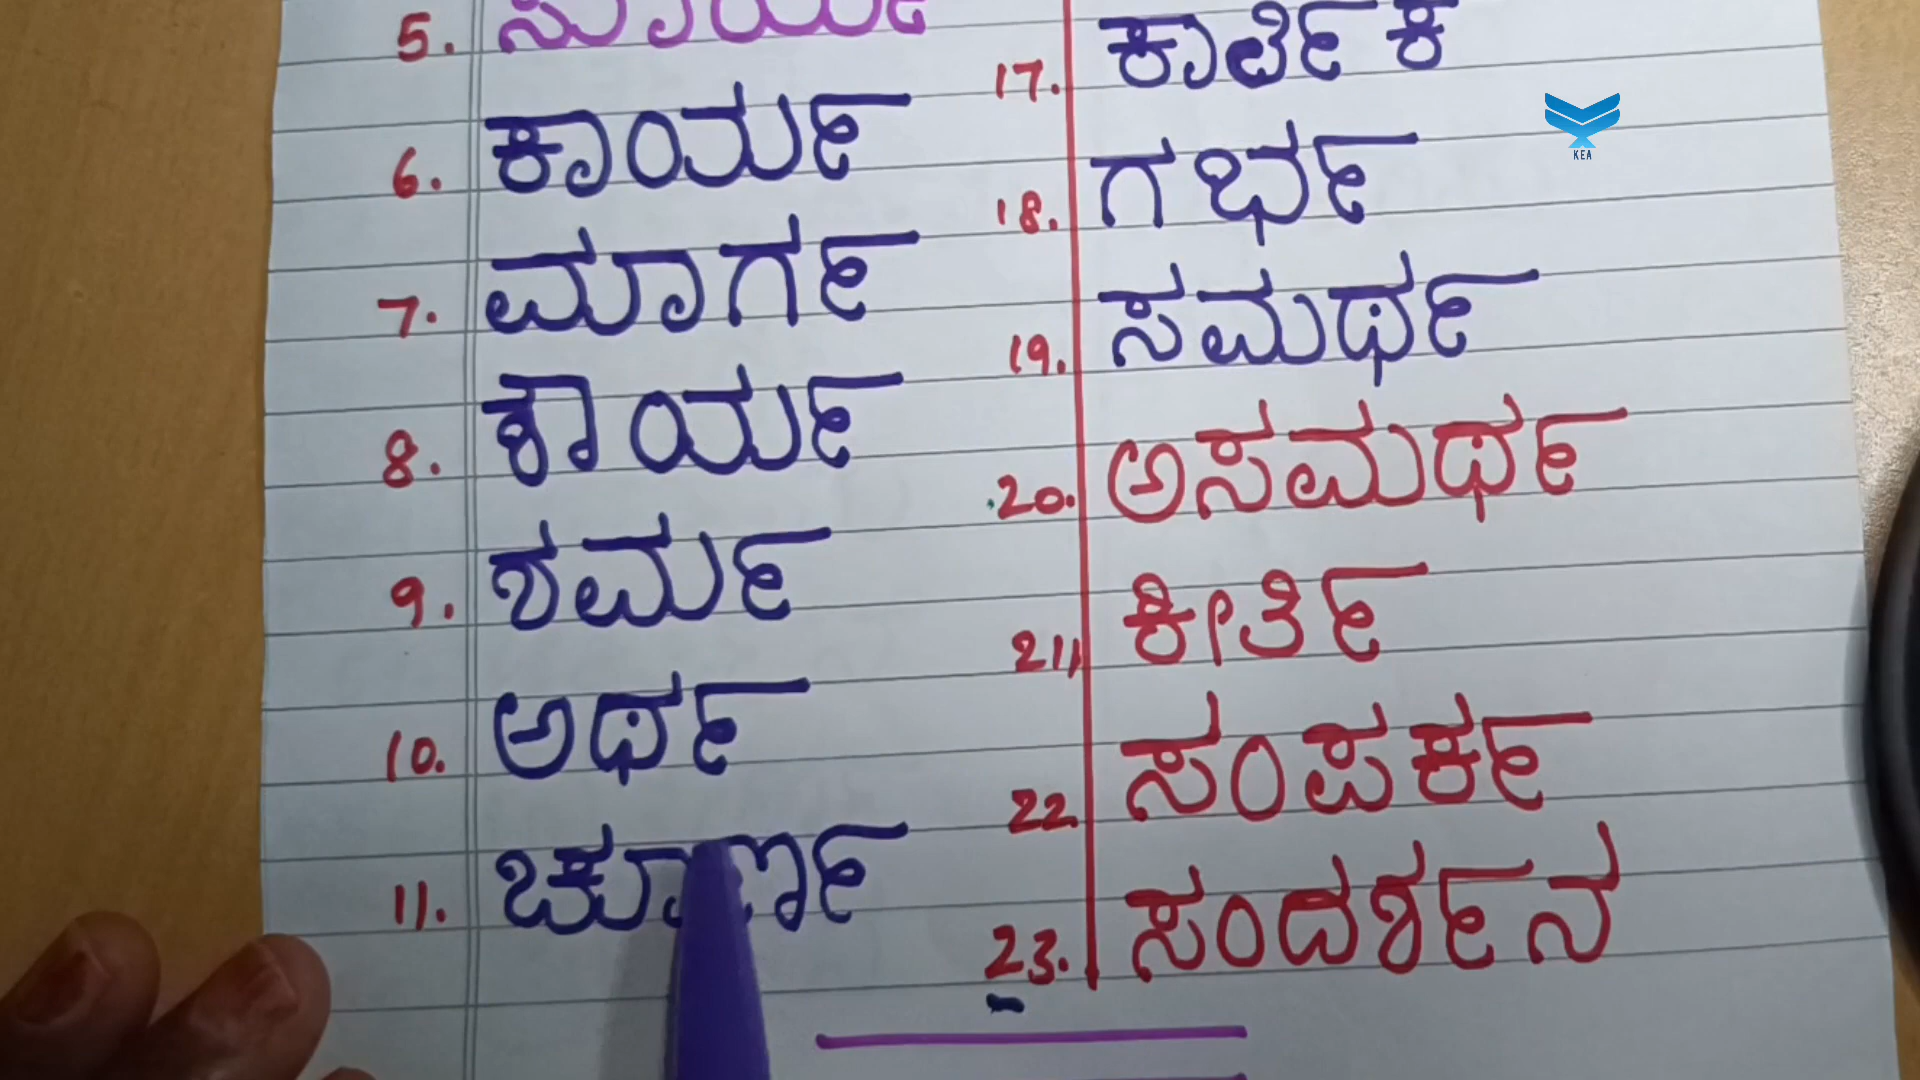 5. ಸೂರ್ಯ
6. ಕಾರ್ಯ
7. ಮಾರ್ಗ
8. ಶೌರ್ಯ
9. ಶರ್ಮ
10. ಅರ್ಥ
11. ಚೂರ್ಣ
17. ಕಾರ್ತಿಕ
18. ಗರ್ಭ
19. ಸಮರ್ಥ
20. ಅಸಮರ್ಥ
21, ಕೀರ್ತಿ
22. ಸಂಪರ್ಕ
23. ಸಂದರ್ಶನ
KEA